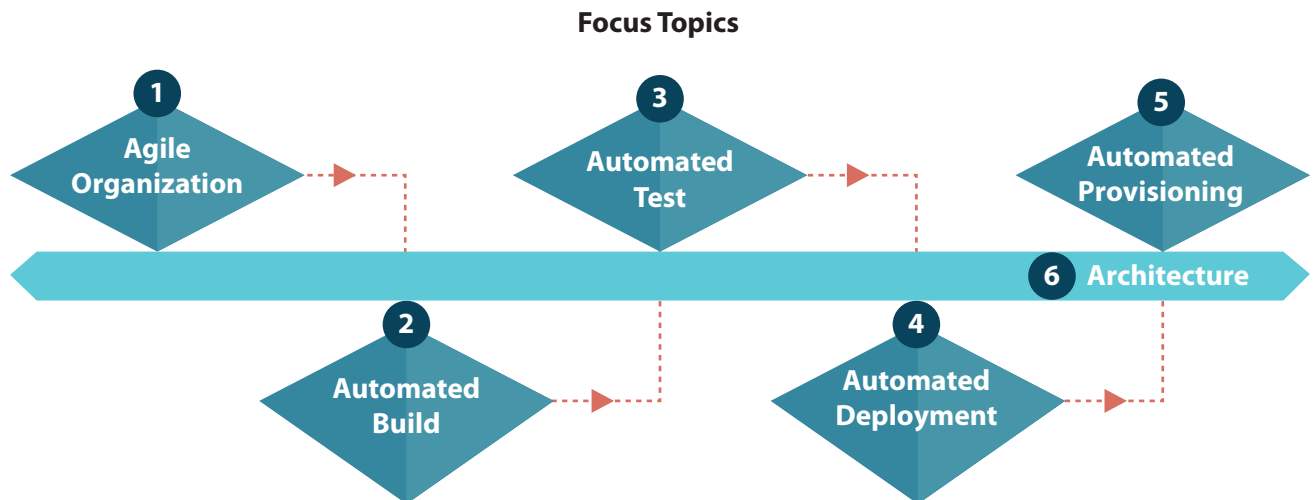 Focus Topics
1
Agile
Organization
2
Automated
Build
3
Automated
Test
4
Automated
Deployment
5
Automated
Provisioning
6 Architecture